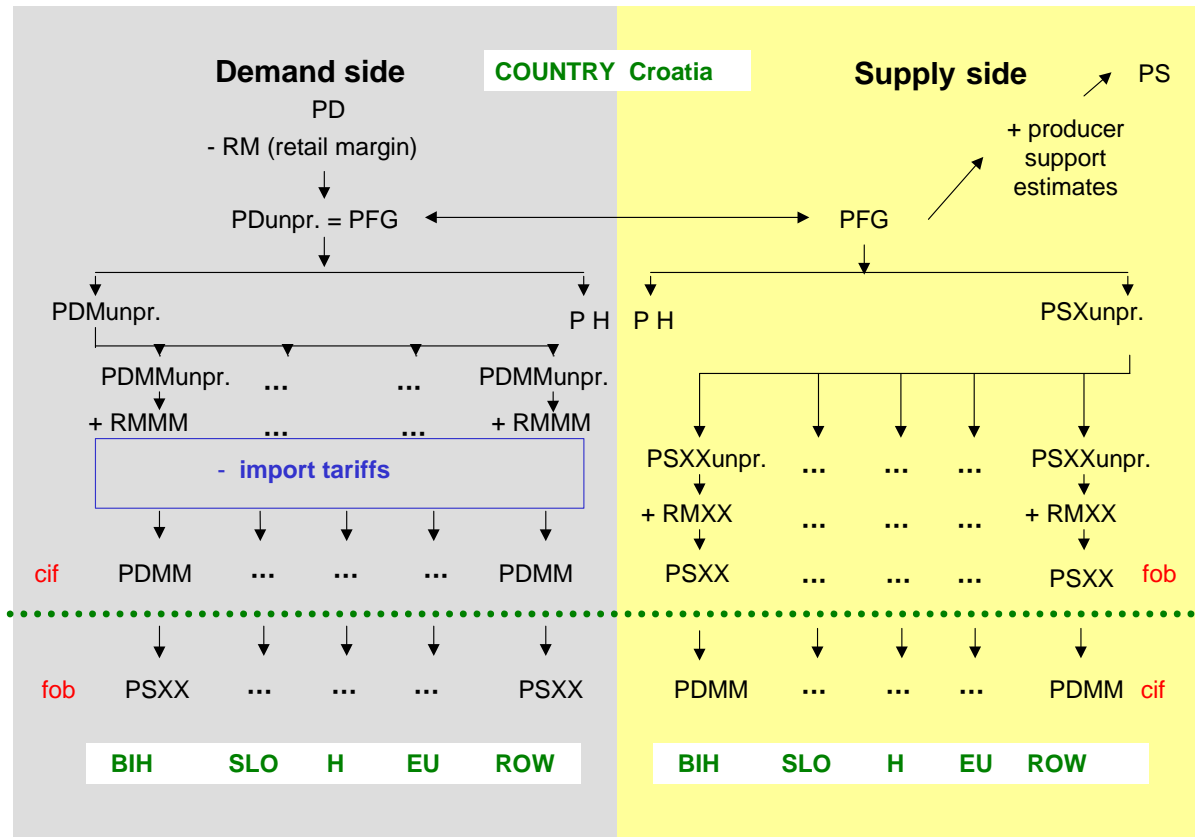 Demand side
COUNTRY Croatia
Supply side
PS
PD
- RM (retail margin)
+ producer
support
estimates
PDunpr. = PFG
PFG
PDMunpr.
P H
P H
PSXunpr.
PDMMunpr. ... ... PDMMunpr.
+ RMMM ... ... + RMMM
- import tariffs
PSXXunpr. ... ... ... PSXXunpr.
+ RMXX ... ... ... + RMXX
cif PDMM ... ... ... PDMM
PSXX ... ... ... PSXX fob
fob PSXX ... ... ... PSXX
PDMM ... ... ... PDMM cif
BIH SLO H EU ROW
BIH SLO H EU ROW